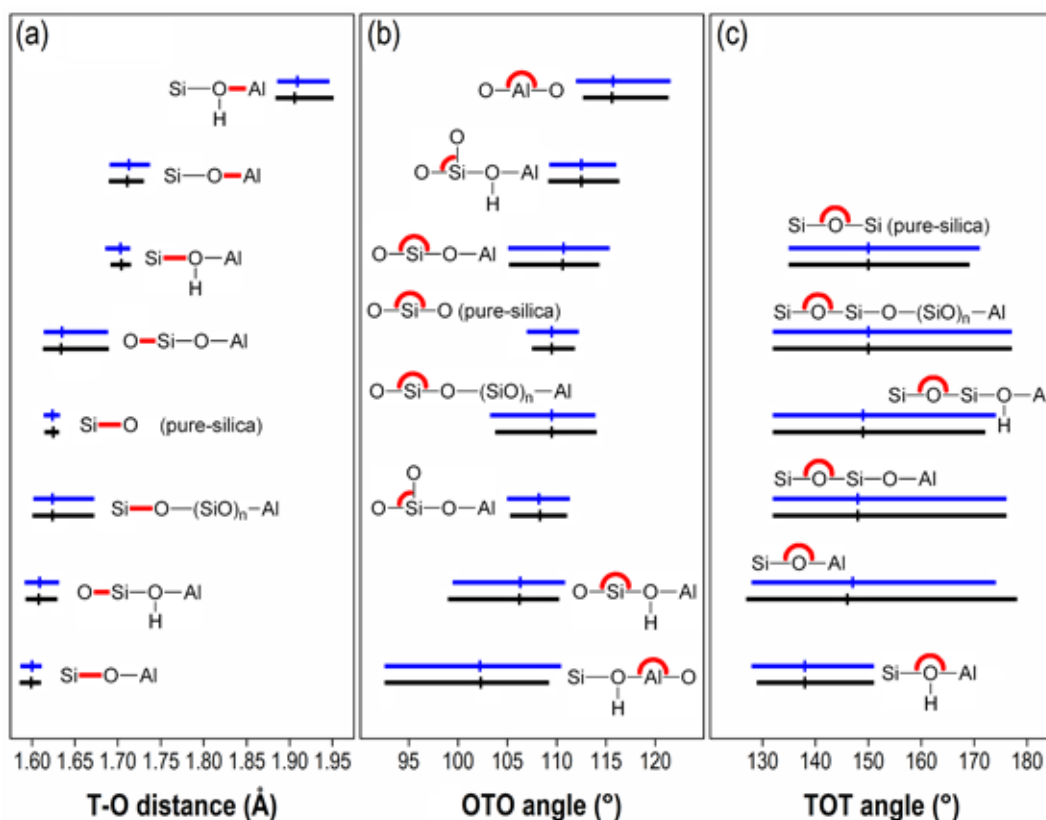 (a)
Si—O—Al
H
Si—O—Al
Si—O—Al
H
O—Si—O—Al
Si—O (pure-silica)
Si—O—(SiO)n—Al
O—Si—O—Al
H
Si—O—Al
1.60 1.65 1.70 1.75 1.80 1.85 1.90 1.95
T-O distance (Å)
(b)
O—Al—O
O
O—Si—O—Al
H
O—Si—O—Al
O—Si—O (pure-silica)
O—Si—O—(SiO)n—Al
O
O—Si—O—Al
O—Si—O—Al
H
Si—O—Al—O
H
95 100 105 110 115 120
OTO angle (°)
(c)
Si—O—Si (pure-silica)
Si—O—Si—O—(SiO)n—Al
Si—O—Si—O—A
H
Si—O—Si—O—Al
Si—O—Al
Si—O—Al
H
130 140 150 160 170 180
TOT angle (°)